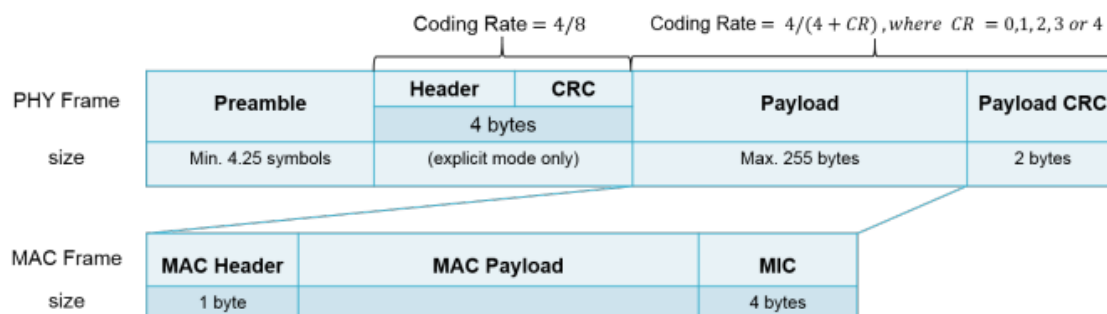 Coding Rate = 4/8 Coding Rate = 4/(4 + CR) , where CR = 0,1,2,3 or 4
PHY Frame Preamble Header CRC Payload Payload CRC
4 bytes
size Min. 4.25 symbols (explicit mode only) Max. 255 bytes 2 bytes
MAC Frame MAC Header MAC Payload MIC
size 1 byte 4 bytes